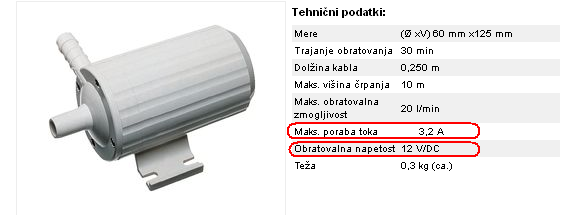 Tehnični podatki:
Mere (Ø xV) 60 mm x125 mm
Trajanje obratovanja 30 min
Dolžina kabla 0,250 m
Maks. višina črpanja 10 m
Maks. obratovalna
zmogljivost 20 l/min
Maks. poraba toka 3,2 A
Obratovalna napetost 12 V/DC
Teža 0,3 kg (ca.)